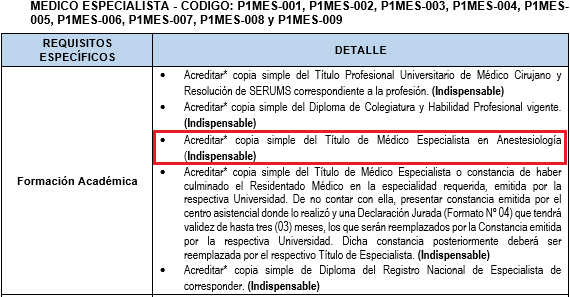 MEDICO ESPECIALISTA - CODIGO: P1MES-001, P1MES-002, P1MES-003, P1MES-004, P1MES-
005, P1MES-006, P1MES-007, P1MES-008 y P1MES-009
REQUISITOS
ESPECÍFICOS
DETALLE
Formación Académica
• Acreditar* copia simple del Título Profesional Universitario de Médico Cirujano y
Resolución de SERUMS correspondiente a la profesión. (Indispensable)
• Acreditar* copia simple del Diploma de Colegiatura y Habilidad Profesional vigente.
(Indispensable)
• Acreditar* copia simple del Título de Médico Especialista en Anestesiología
(Indispensable)
• Acreditar* copia simple del Título de Médico Especialista o constancia de haber
culminado el Residentado Médico en la especialidad requerida, emitida por la
respectiva Universidad. De no contar con ella, presentar constancia emitida por el
centro asistencial donde lo realizó y una Declaración Jurada (Formato Nº 04) que tendrá
validez de hasta tres (03) meses, los que serán reemplazados por la Constancia emitida
por la respectiva Universidad. Dicha constancia posteriormente deberá ser
reemplazada por el respectivo Título de Especialista. (Indispensable)
• Acreditar* copia simple de Diploma del Registro Nacional de Especialista de
corresponder. (Indispensable)